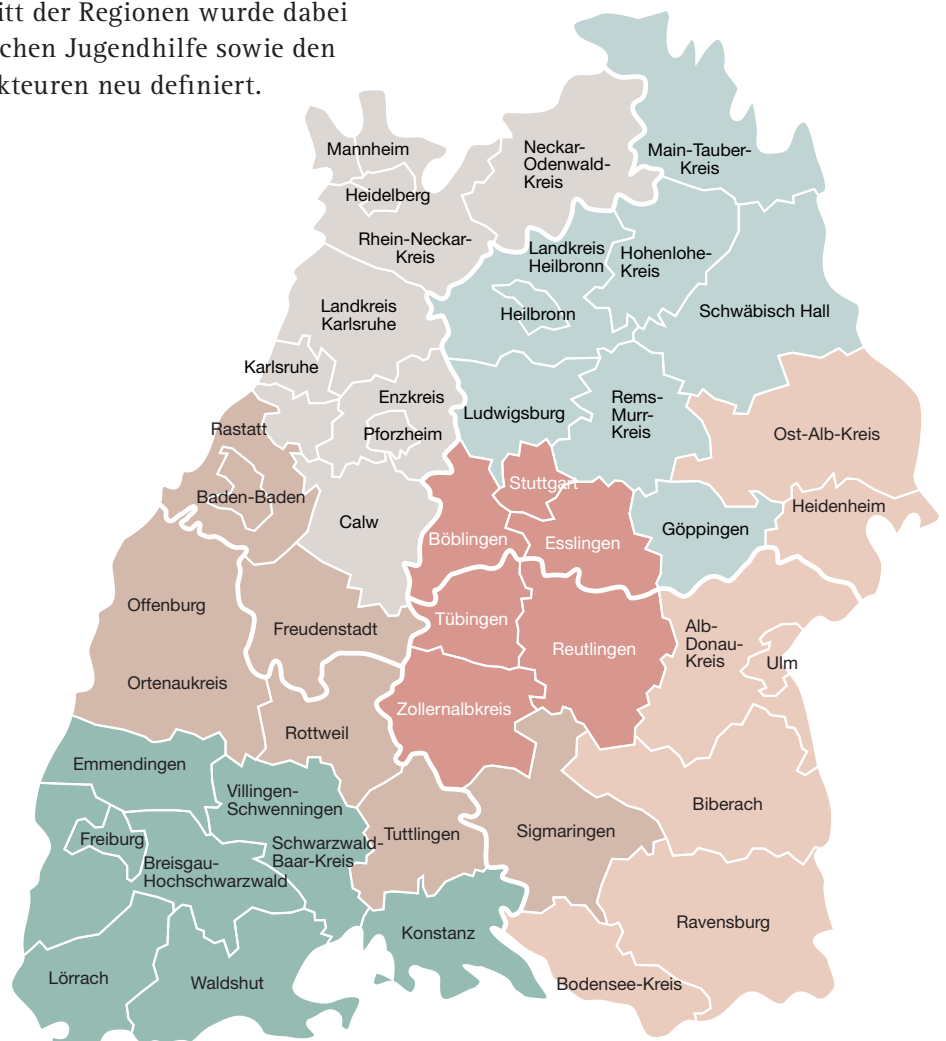 itt der Regionen wurde dabei
chen Jugendhilfe sowie den
kteuren neu definiert.
Mannheim
Neckar-
Odenwald-
Kreis
Main-Tauber-
Kreis
Heidelberg
Rhein-Neckar-
Kreis
Landkreis
Heilbronn
Hohenlohe-
Kreis
Landkreis
Karlsruhe
Heilbronn
Schwäbisch Hall
Karlsruhe
Enzkreis
Ludwigsburg
Rems-
Murr-
Kreis
Rastatt
Pforzheim
Ost-Alb-Kreis
Stuttgart
Baden-Baden
Heidenheim
Calw
Böblingen
Esslingen
Göppingen
Offenburg
Freudenstadt
Tübingen
Reutlingen
Alb-
Donau-
Kreis
Ulm
Ortenaukreis
Zollernalbkreis
Rottweil
Emmendingen
Villingen-
Schwenningen
Biberach
Freiburg
Schwarzwald-
Baar-Kreis
Tuttlingen
Sigmaringen
Breisgau-
Hochschwarzwald
Ravensburg
Konstanz
Lörrach
Waldshut
Bodensee-Kreis